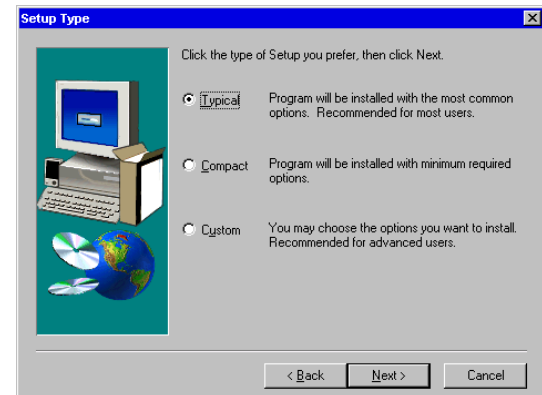 Setup Type
Click the type of Setup you prefer, then click Next.
Typical
Program will be installed with the most common
options. Recommended for most users.
Compact
Program will be installed with minimum required
options.
Custom
You may choose the options you want to install.
Recommended for advanced users.
< Back
Next >
Cancel